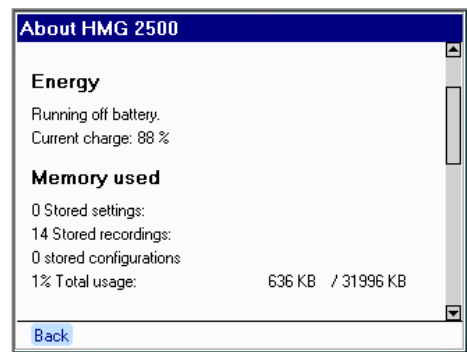 About HMG 2500
Energy
Running off battery.
Current charge: 88 %
Memory used
0 Stored settings:
14 Stored recordings:
0 stored configurations
1% Total usage: 636 KB / 31996 KB
Back